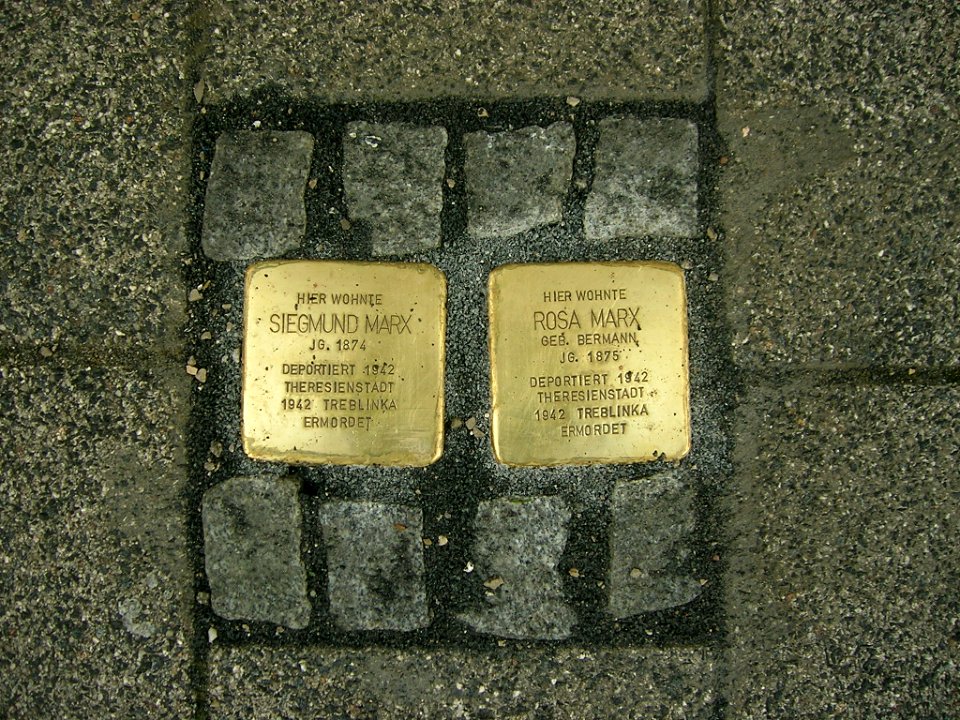 HIER WOHNTE
SIEGMUND MARX
JG. 1874
DEPORTIERT 1942
THERESIENSTADT
1942 TREBLINKA
ERMORDET
HIER WOHNTE
ROSA MARX
GEB. BERMANN
JG. 1875
DEPORTIERT 1942
THERESIENSTADT
1942 TREBLINKA
ERMORDET